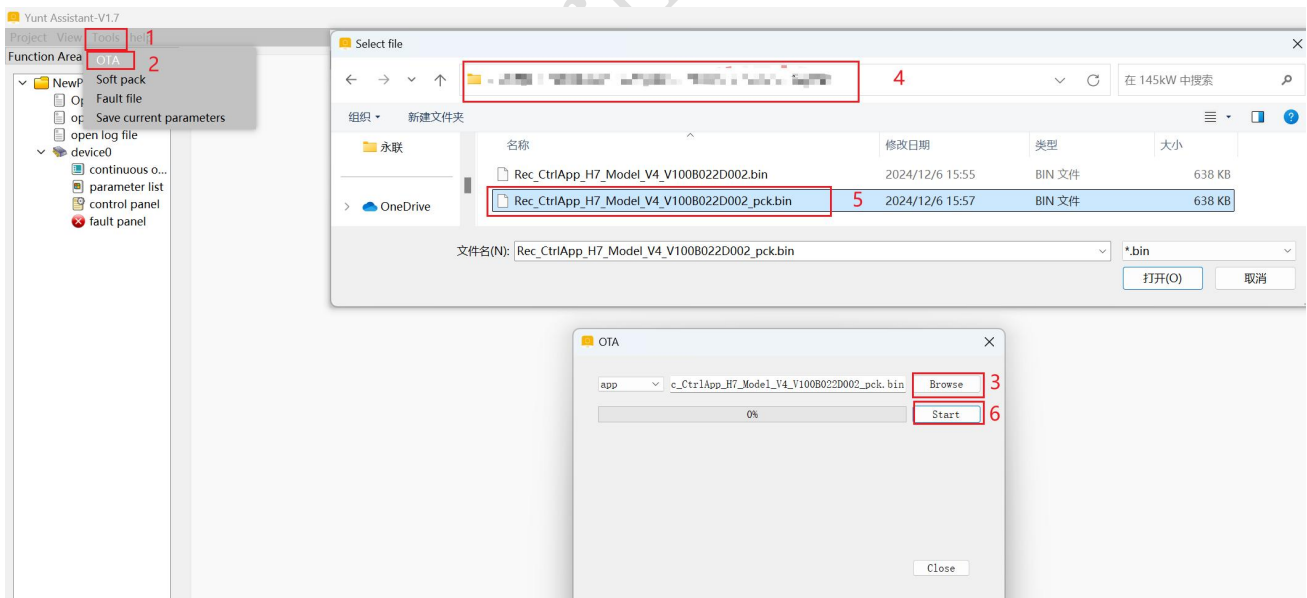 Yunt Assistant-V1.7
Project View Tools help 1
Function Area
OTA 2
Soft pack
Fault file
Save current parameters
NewP
Op
op
open log file
device0
continuous o...
parameter list
control panel
fault panel
Select file
4
在 145kW 中搜索
组织 新建文件夹
永联
OneDrive
名称 修改日期 类型 大小
Rec_CtrlApp_H7_Model_V4_V100B022D002.bin 2024/12/6 15:55 BIN 文件 638 KB
Rec_CtrlApp_H7_Model_V4_V100B022D002_pck.bin 5 2024/12/6 15:57 BIN 文件 638 KB
文件名(N): Rec_CtrlApp_H7_Model_V4_V100B022D002_pck.bin *.bin
打开(O) 取消
OTA
app c_CtrlApp_H7_Model_V4_V100B022D002_pck.bin Browse 3
0% Start 6
Close